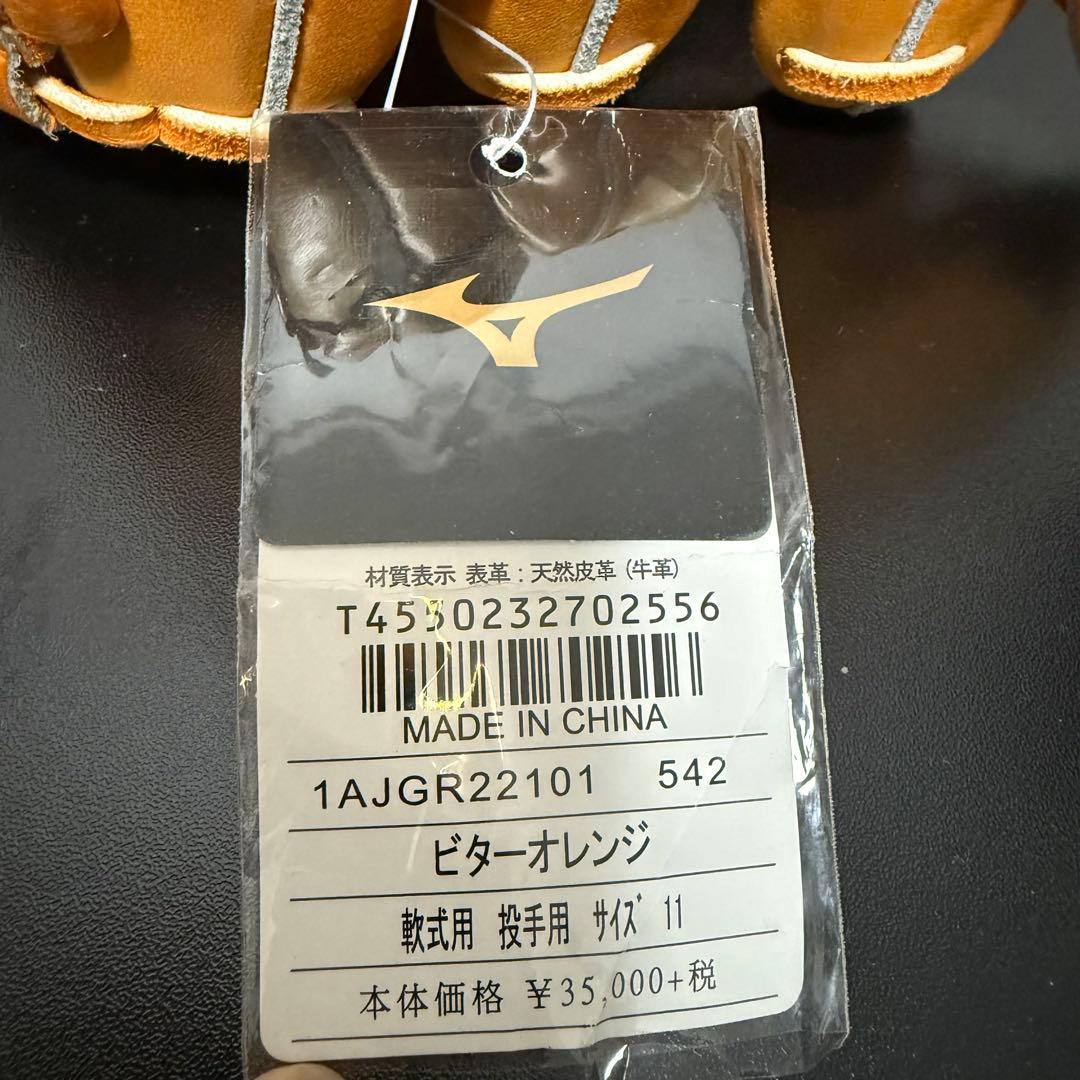 材質表示 表革：天然皮革（牛革）
T4550232702556
MADE IN CHINA
1AJGR22101 542
ビターオレンジ
軟式用 投手用 サイズ 11
本体価格 ¥35,000+税